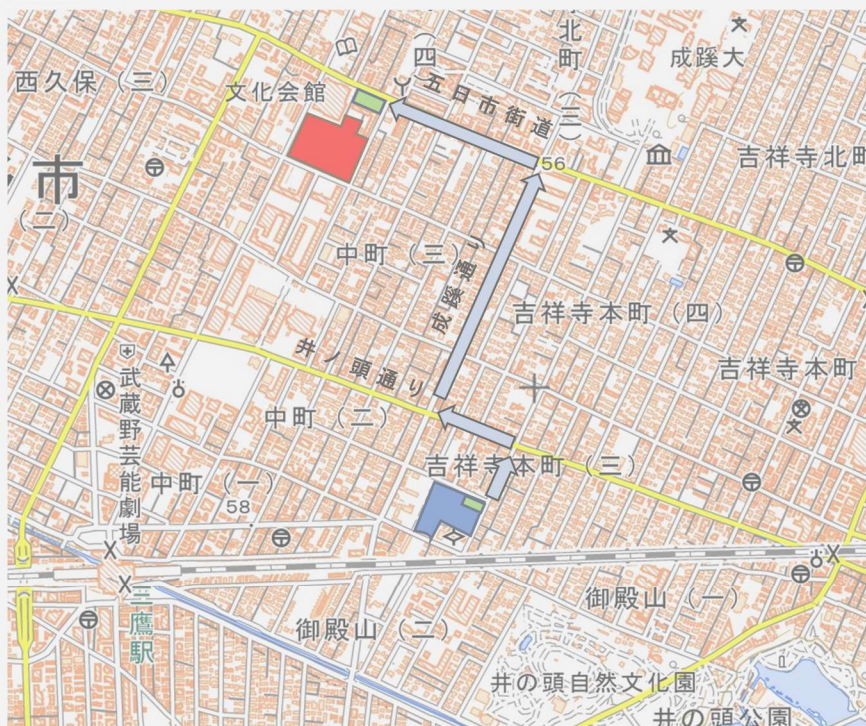 成蹊大
北町
(三)
(四)
五日市街道
文化会館
西久保(三)
56
吉祥寺北町
市
(二)
中町(三)
成蹊通り
吉祥寺本町(四)
井ノ頭通り
吉祥寺本町
武蔵野芸能劇場
中町(二)
吉祥寺本町(三)
中町(一)
58
三鷹駅
御殿山(一)
御殿山(二)
井の頭自然文化園
井の頭公園